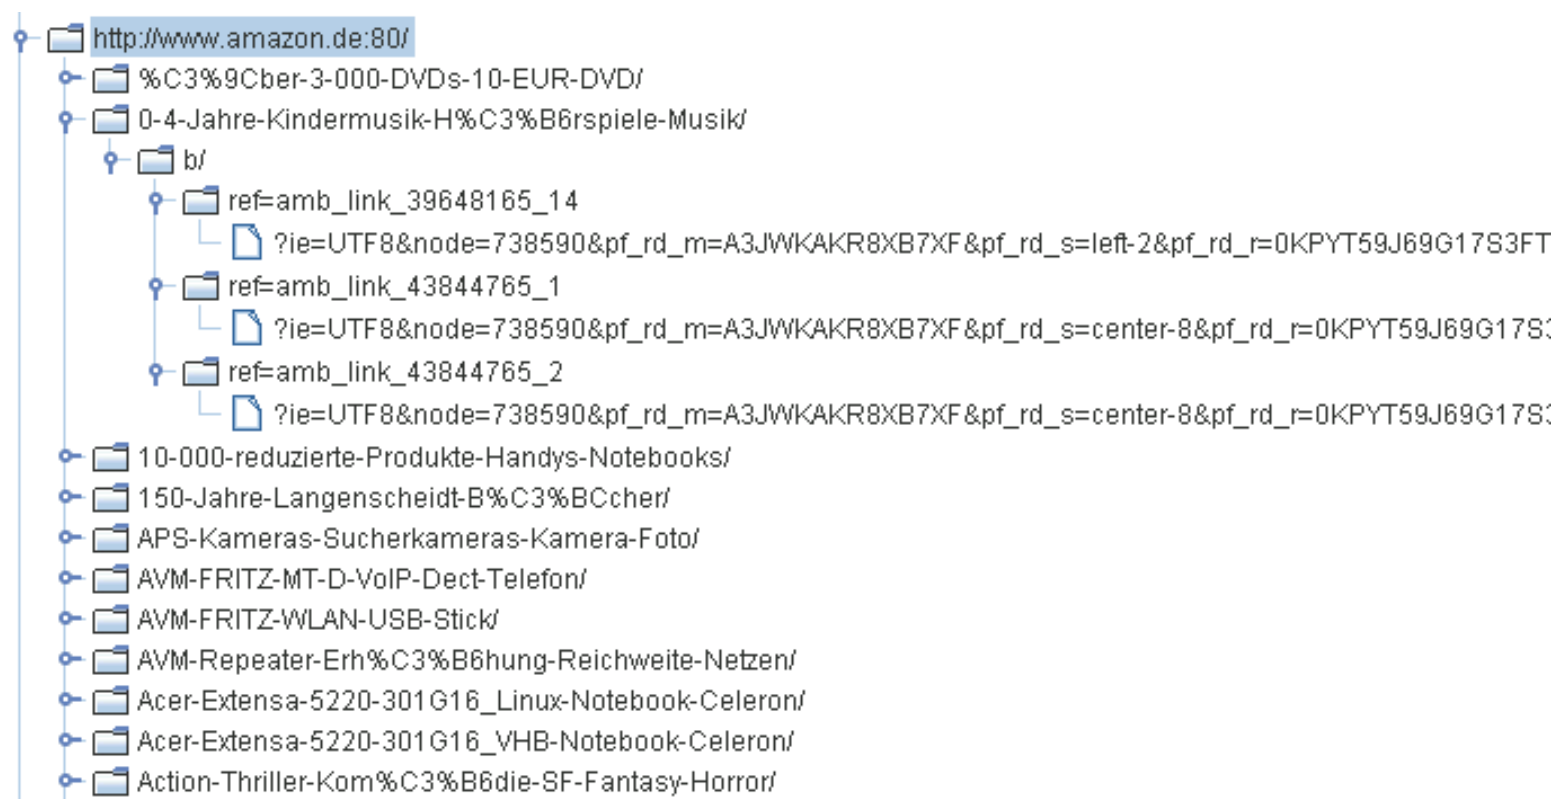 http://www.amazon.de:80/
%C3%9Cber-3-000-DVDs-10-EUR-DVD/
0-4-Jahre-Kindermusik-H%C3%B6rspiele-Musik/
b/
ref=amb_link_39648165_14
?ie=UTF8&node=738590&pf_rd_m=A3JWKAKR8XB7XF&pf_rd_s=left-2&pf_rd_r=0KPYT59J69G17S3FT
ref=amb_link_43844765_1
?ie=UTF8&node=738590&pf_rd_m=A3JWKAKR8XB7XF&pf_rd_s=center-8&pf_rd_r=0KPYT59J69G17S3
ref=amb_link_43844765_2
?ie=UTF8&node=738590&pf_rd_m=A3JWKAKR8XB7XF&pf_rd_s=center-8&pf_rd_r=0KPYT59J69G17S3
10-000-reduzierte-Produkte-Handys-Notebooks/
150-Jahre-Langenscheidt-B%C3%BCcher/
APS-Kameras-Sucherkameras-Kamera-Foto/
AVM-FRITZ-MT-D-VoIP-Dect-Telefon/
AVM-FRITZ-WLAN-USB-Stick/
AVM-Repeater-Erh%C3%B6hung-Reichweite-Netzen/
Acer-Extensa-5220-301G16_Linux-Notebook-Celeron/
Acer-Extensa-5220-301G16_VHB-Notebook-Celeron/
Action-Thriller-Kom%C3%B6die-SF-Fantasy-Horror/